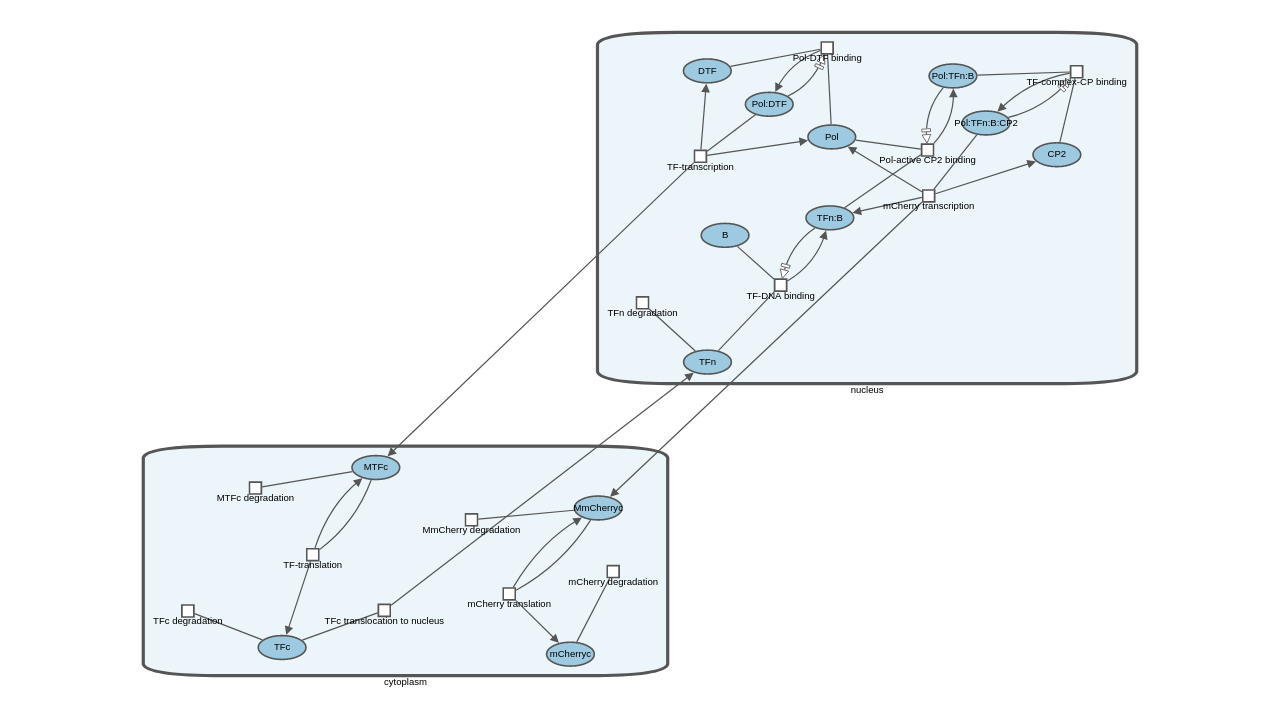 Pol-DTF binding
DTF
Pol:TFn:B
TF-complex-CP binding
Pol:DTF
Pol:TFn:B:CP2
Pol
CP2
TF-transcription
Pol-active CP2 binding
mCherry transcription
TFn:B
B
TF-DNA binding
TFn degradation
TFn
nucleus
MTFc
MTFc degradation
MmCherryc
MmCherry degradation
TF-translation
mCherry degradation
mCherry translation
TFc degradation
TFc translocation to nucleus
TFc
mCherryc
cytoplasm